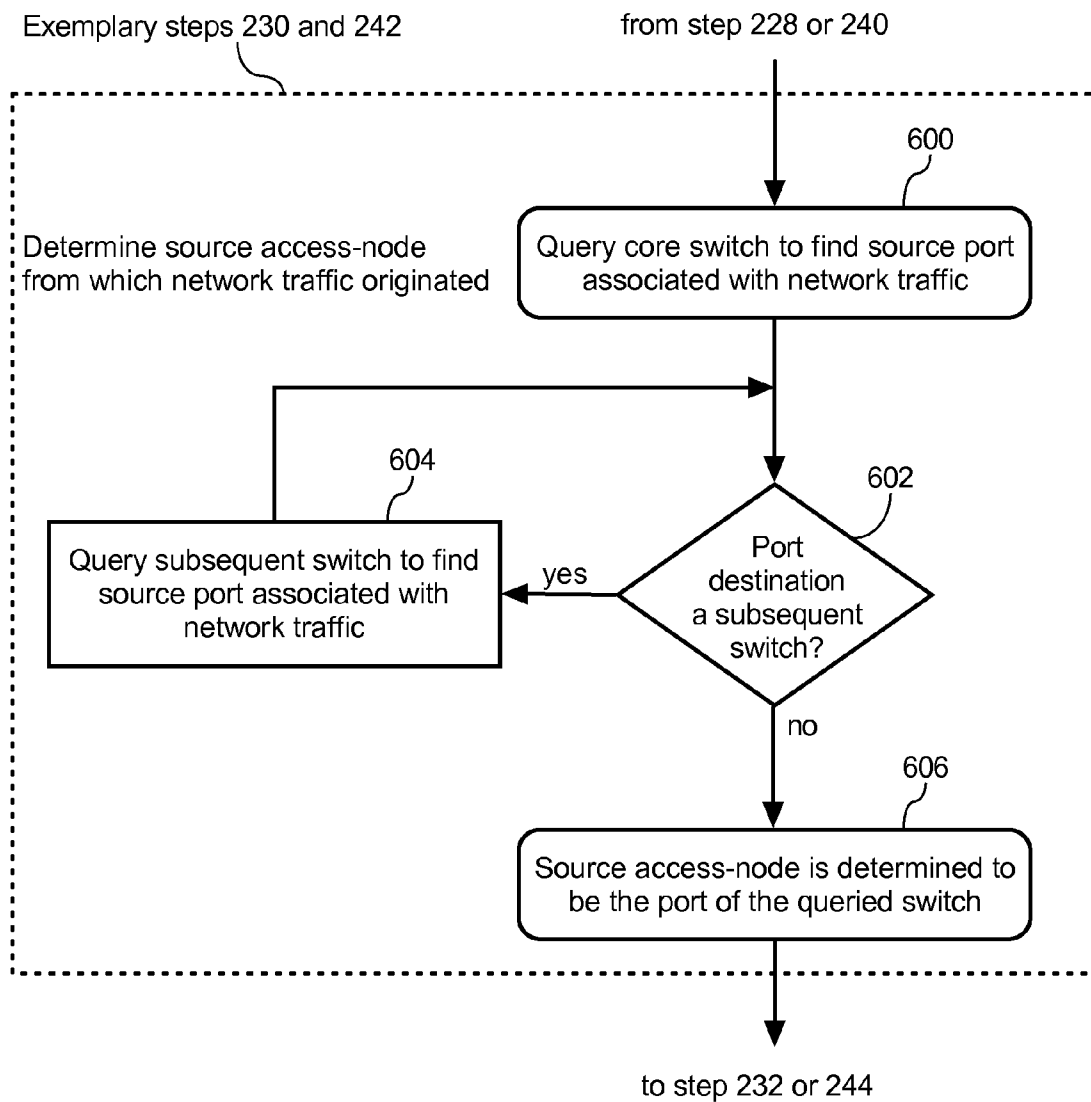 Exemplary steps 230 and 242
from step 228 or 240
600
Determine source access-node
from which network traffic originated
Query core switch to find source port
associated with network traffic
604
602
Query subsequent switch to find
source port associated with
network traffic
yes
Port
destination
a subsequent
switch?
no
606
Source access-node is determined to
be the port of the queried switch
to step 232 or 244